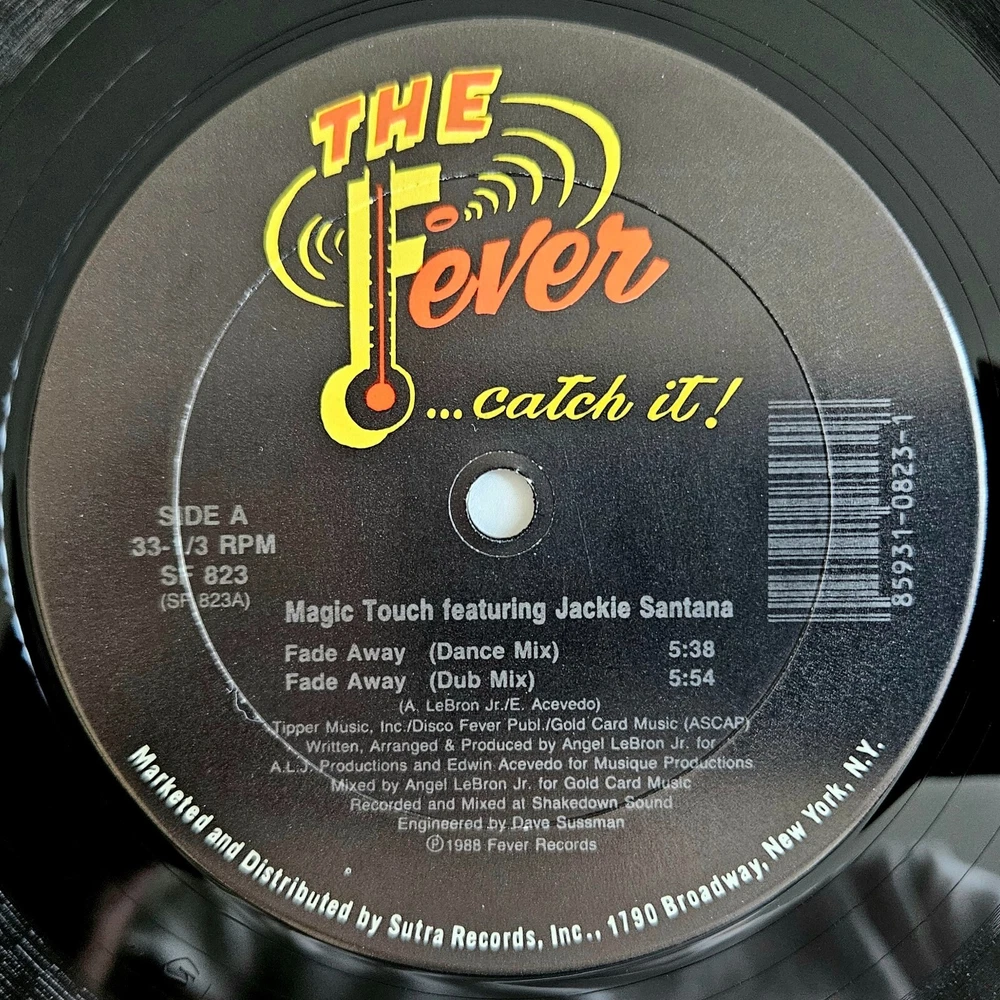 THE
Fever
...catch it!
SIDE A
33-1/3 RPM
SF 823
(SF 823A)
85931-0823-1
Magic Touch featuring Jackie Santana
Fade Away (Dance Mix) 5:38
Fade Away (Dub Mix) 5:54
(A. LeBron Jr./E. Acevedo)
Tipper Music, Inc./Disco Fever Publ./Gold Card Music (ASCAP)
Written, Arranged & Produced by Angel LeBron Jr. for
A.L.J. Productions and Edwin Acevedo for Musique Productions
Mixed by Angel LeBron Jr. for Gold Card Music
Recorded and Mixed at Shakedown Sound
Engineered by Dave Sussman
Ⓟ1988 Fever Records
Marketed and Distributed by Sutra Records, Inc., 1790 Broadway, New York, N.Y.